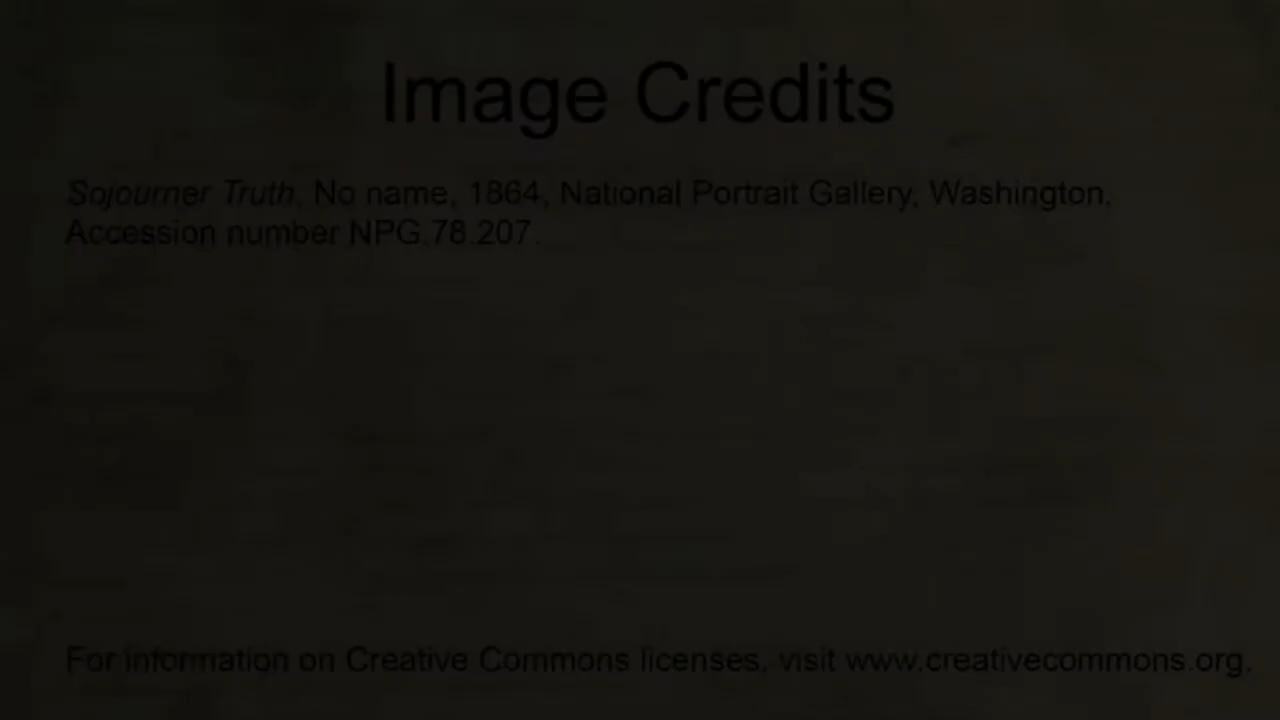 Image Credits
Sojourner Truth, No name, 1864, National Portrait Gallery, Washington,
Accession number NPG.78.207.
For information on Creative Commons licenses, visit www.creativecommons.org.